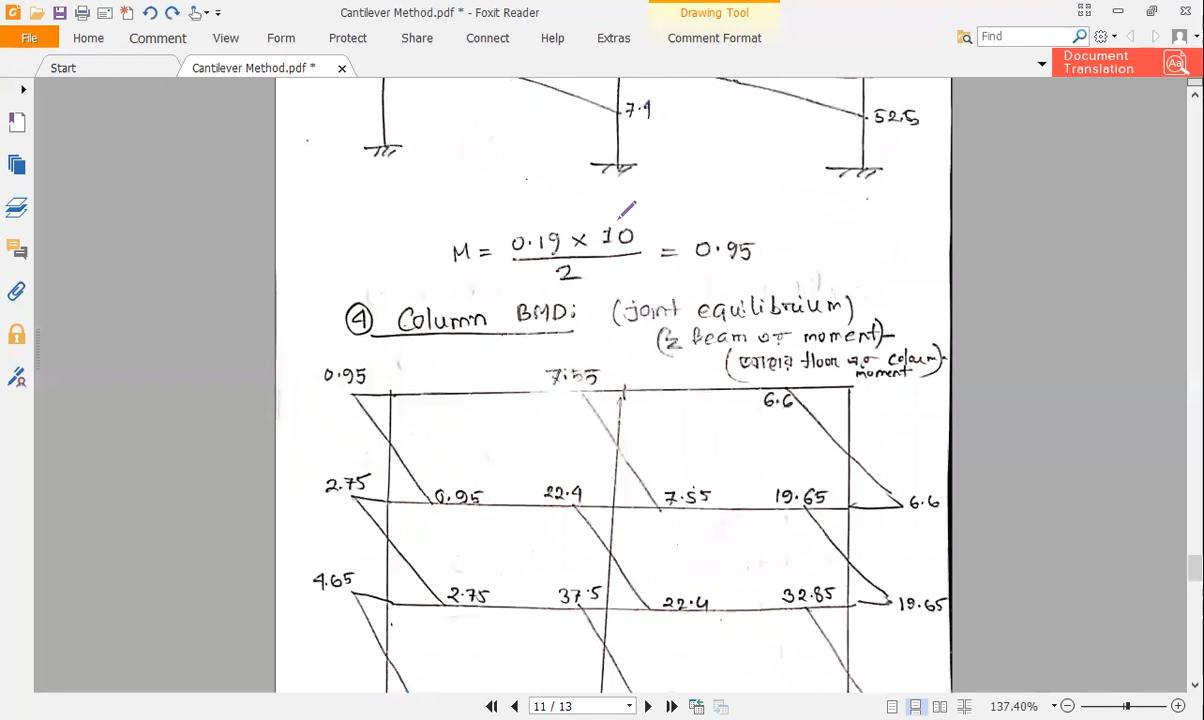 Cantilever Method.pdf * - Foxit Reader
Drawing Tool
File Home Comment View Form Protect Share Connect Help Extras Comment Format
Find
Start
Cantilever Method.pdf *
Document
Translation
7.9
52.5
M = 0.19 × 10 / 2 = 0.95
④ Column BMD: (joint equilibrium)
Beam এর moment)
floor এর column
moment
0.95 7.55 6.6
2.75 0.95 22.4 7.55 19.65 6.6
4.65 2.75 37.5 22.4 32.85 19.65
11 / 13
137.40%